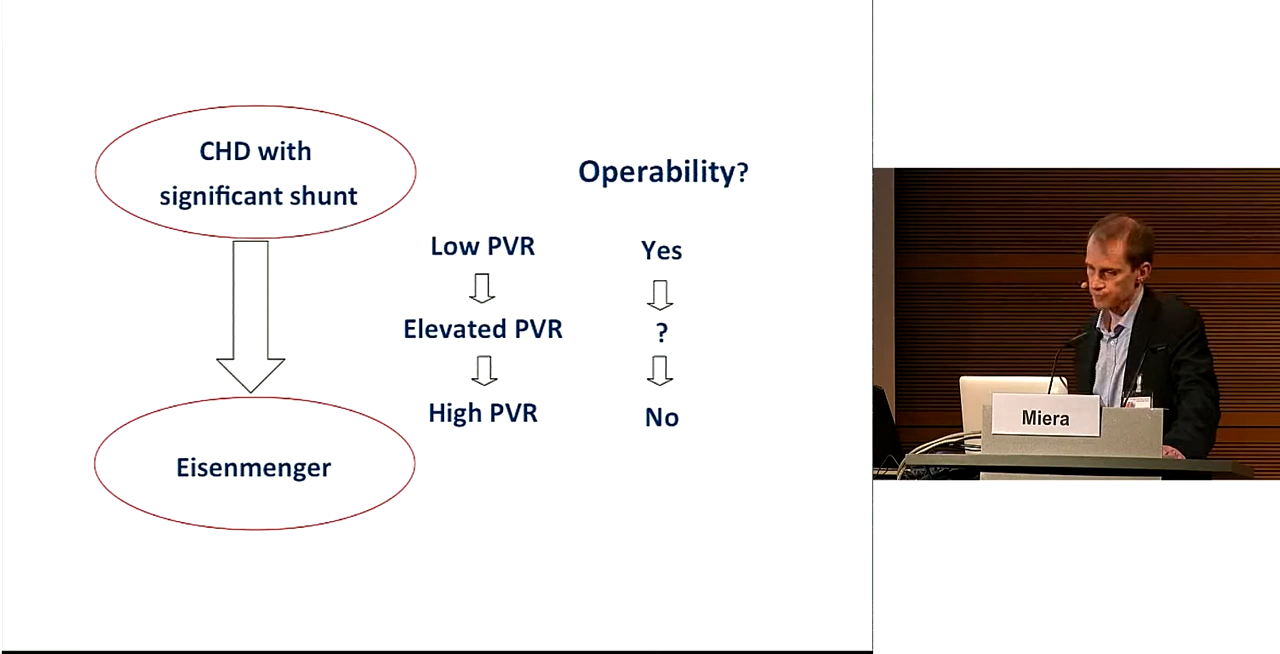 CHD with
significant shunt
Operability?
Low PVR
Yes
Elevated PVR
?
High PVR
No
Eisenmenger
Miera